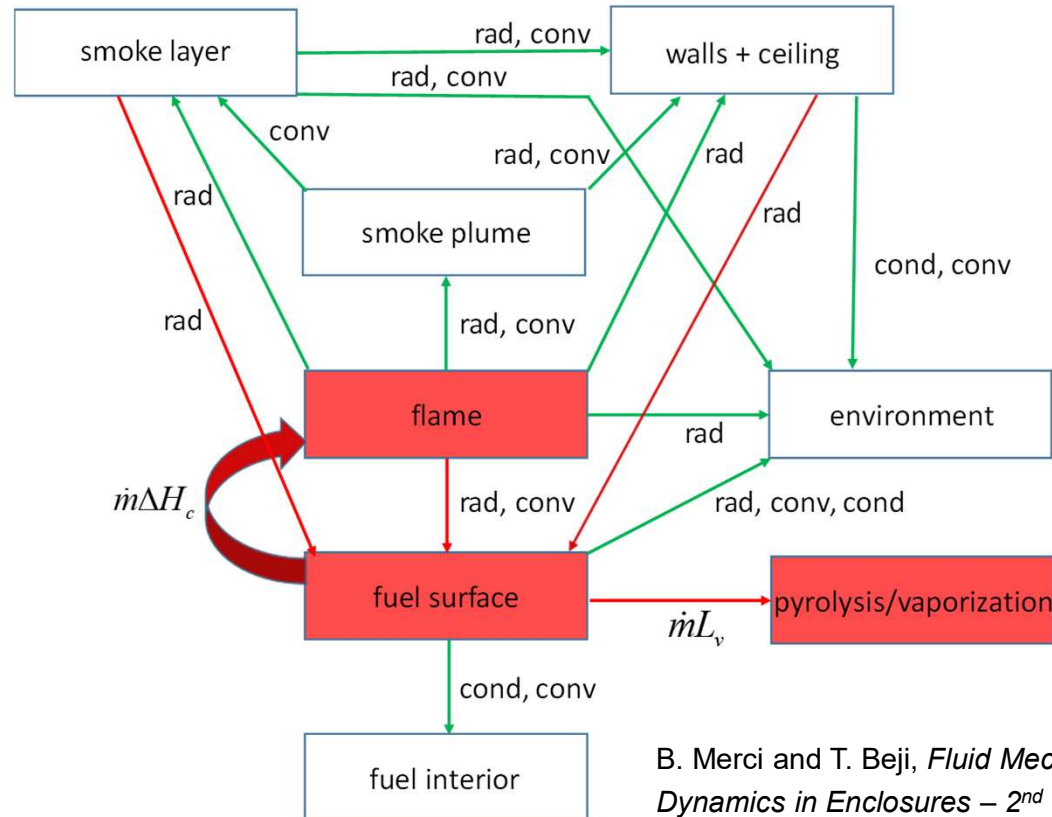 smoke layer
rad, conv
walls + ceiling
rad, conv
conv
rad, conv
rad
rad
rad
smoke plume
cond, conv
rad
rad, conv
flame
environment
rad
ṁΔH_c
rad, conv
rad, conv, cond
fuel surface
pyrolysis/vaporization
ṁL_v
cond, conv
fuel interior
B. Merci and T. Beji, Fluid Mec
Dynamics in Enclosures – 2nd